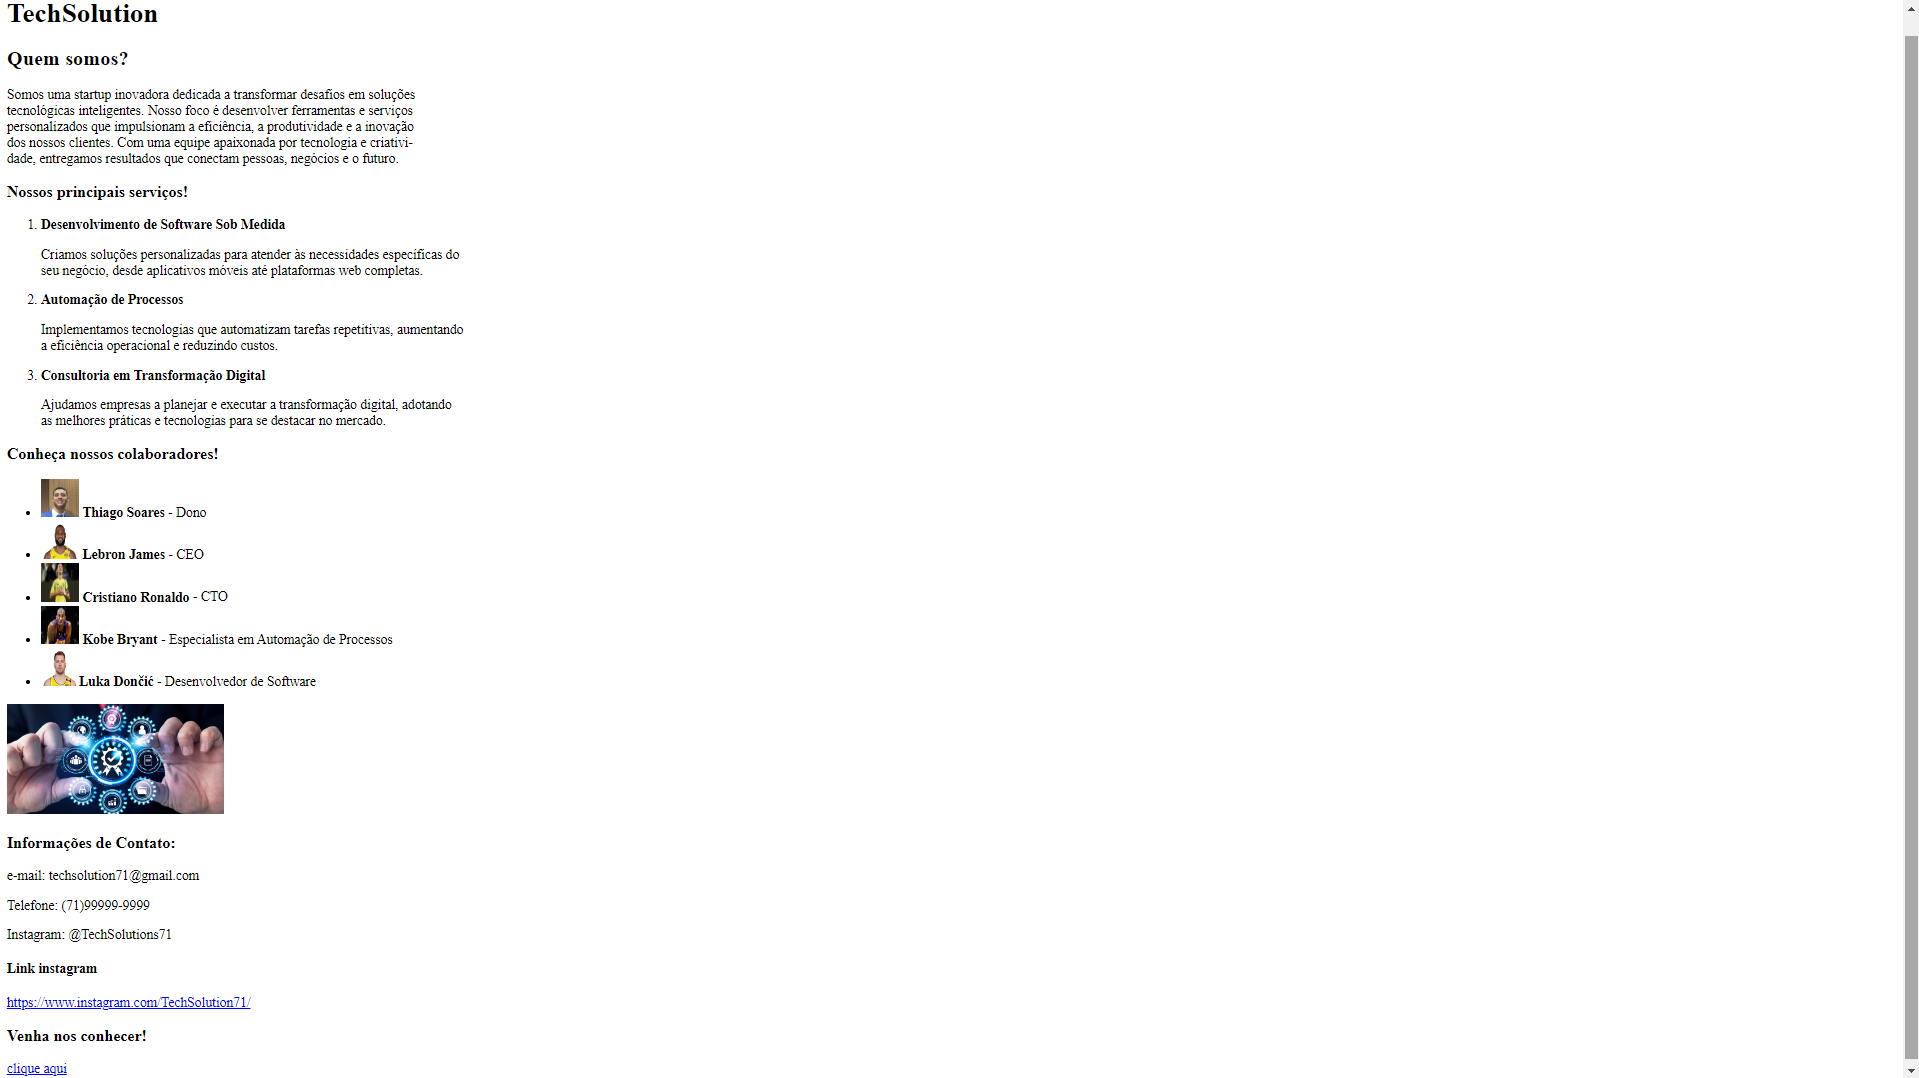 TechSolution
Quem somos?
Somos uma startup inovadora dedicada a transformar desafios em soluções
tecnológicas inteligentes. Nosso foco é desenvolver ferramentas e serviços
personalizados que impulsionam a eficiência, a produtividade e a inovação
dos nossos clientes. Com uma equipe apaixonada por tecnologia e criativi-
dade, entregamos resultados que conectam pessoas, negócios e o futuro.
Nossos principais serviços!
1. Desenvolvimento de Software Sob Medida
Criamos soluções personalizadas para atender às necessidades específicas do
seu negócio, desde aplicativos móveis até plataformas web completas.
2. Automação de Processos
Implementamos tecnologias que automatizam tarefas repetitivas, aumentando
a eficiência operacional e reduzindo custos.
3. Consultoria em Transformação Digital
Ajudamos empresas a planejar e executar a transformação digital, adotando
as melhores práticas e tecnologias para se destacar no mercado.
Conheça nossos colaboradores!
• Thiago Soares - Dono
• Lebron James - CEO
• Cristiano Ronaldo - CTO
• Kobe Bryant - Especialista em Automação de Processos
• Luka Dončić - Desenvolvedor de Software
Informações de Contato:
e-mail: techsolution71@gmail.com
Telefone: (71)99999-9999
Instagram: @TechSolutions71
Link instagram
https://www.instagram.com/TechSolution71/
Venha nos conhecer!
clique aqui